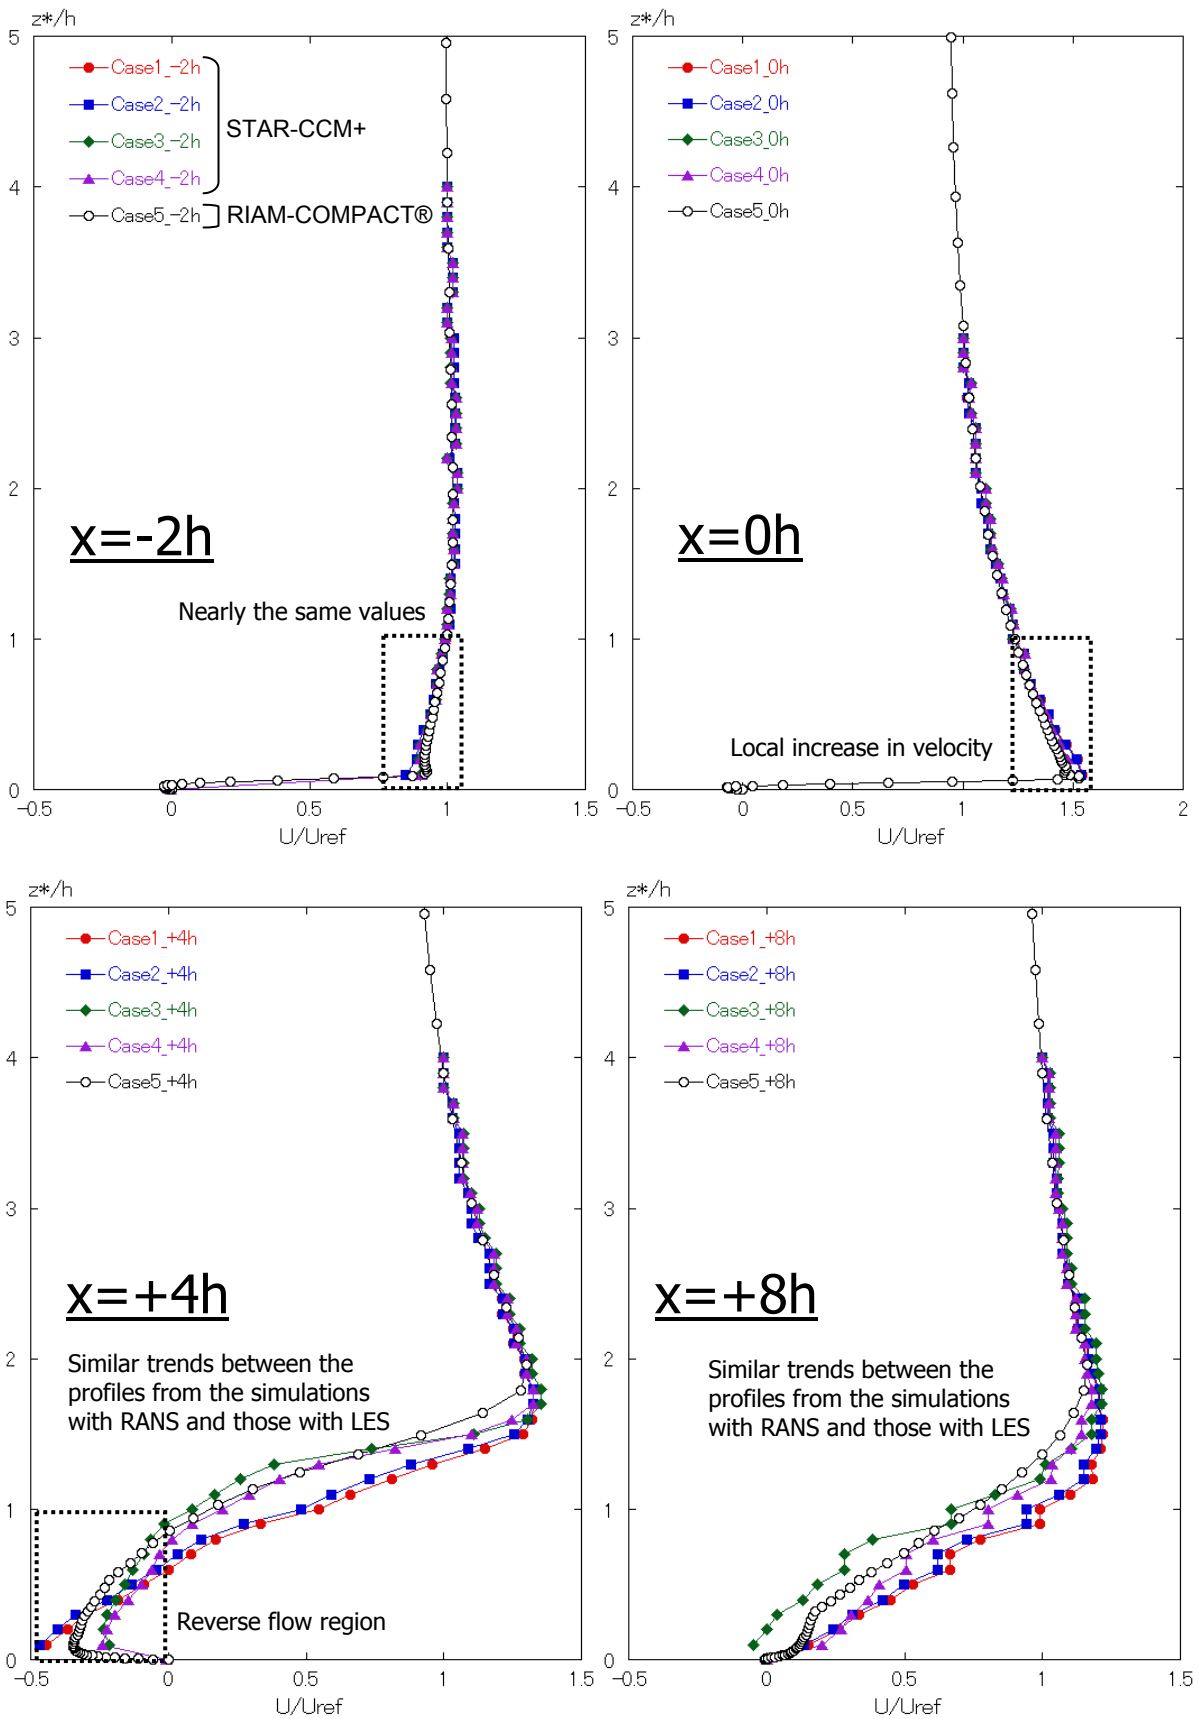 z*/h
5
4
3
2
1
0
Case1_−2h
Case2_−2h
Case3_−2h
Case4_−2h
Case5_−2h
STAR-CCM+
RIAM-COMPACT®
x=-2h
Nearly the same values
-0.5 0 0.5 1 1.5
U/Uref
z*/h
5
4
3
2
1
0
Case1_0h
Case2_0h
Case3_0h
Case4_0h
Case5_0h
x=0h
Local increase in velocity
-0.5 0 0.5 1 1.5 2
U/Uref
z*/h
5
4
3
2
1
0
Case1_+4h
Case2_+4h
Case3_+4h
Case4_+4h
Case5_+4h
x=+4h
Similar trends between the
profiles from the simulations
with RANS and those with LES
Reverse flow region
-0.5 0 0.5 1 1.5
U/Uref
z*/h
5
4
3
2
1
0
Case1_+8h
Case2_+8h
Case3_+8h
Case4_+8h
Case5_+8h
x=+8h
Similar trends between the
profiles from the simulations
with RANS and those with LES
-0.5 0 0.5 1 1.5
U/Uref